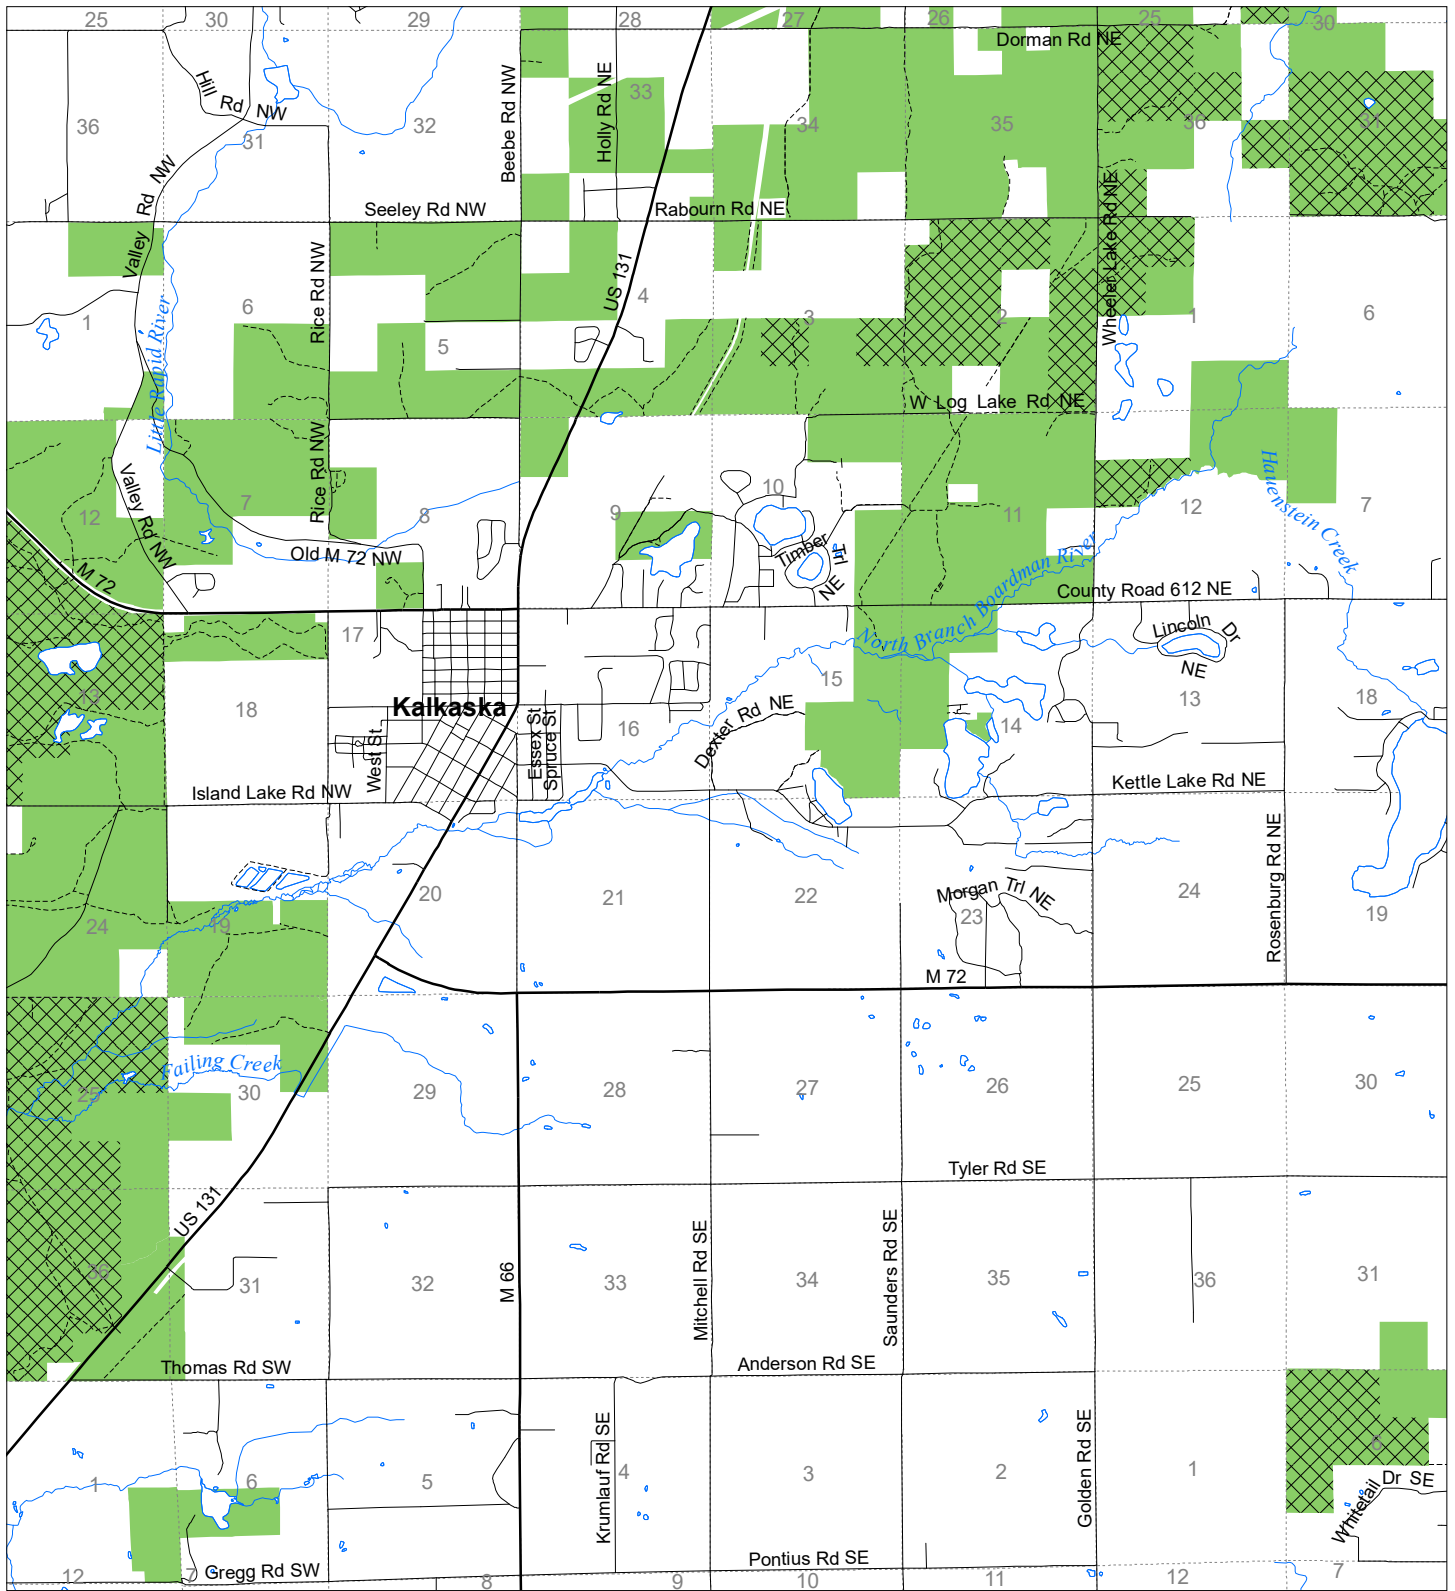 25
30
29
28
27
26
25
30
Dorman Rd NE
36
Hill Rd NW
31
32
Beebe Rd NW
Holly Rd NE
33
34
35
36
31
Valley Rd NW
Seeley Rd NW
Rabourn Rd NE
Wheeler Lake Rd NE
1
Little Rapid River
6
Rice Rd NW
5
US 131
4
3
2
1
6
W Log Lake Rd NE
12
Valley Rd NW
7
Rice Rd NW
8
9
10
11
12
Hauenstein Creek
7
M 72
Old M 72 NW
Timber Trl NE
North Branch Boardman River
County Road 612 NE
13
18
17
Kalkaska
West St
Essex St
Spruce St
16
Dexter Rd NE
15
14
Lincoln Dr NE
13
18
Island Lake Rd NW
Kettle Lake Rd NE
24
19
20
21
22
Morgan Trl NE
23
24
Rosenburg Rd NE
19
M 72
25
Failing Creek
30
29
28
27
26
25
30
Tyler Rd SE
36
US 131
31
32
M 66
33
Mitchell Rd SE
34
Saunders Rd SE
35
36
31
Thomas Rd SW
Anderson Rd SE
1
6
5
Krumlauf Rd SE
4
3
2
Golden Rd SE
1
6
Whitetail Dr SE
12
7
Gregg Rd SW
8
9
Pontius Rd SE
10
11
12
7